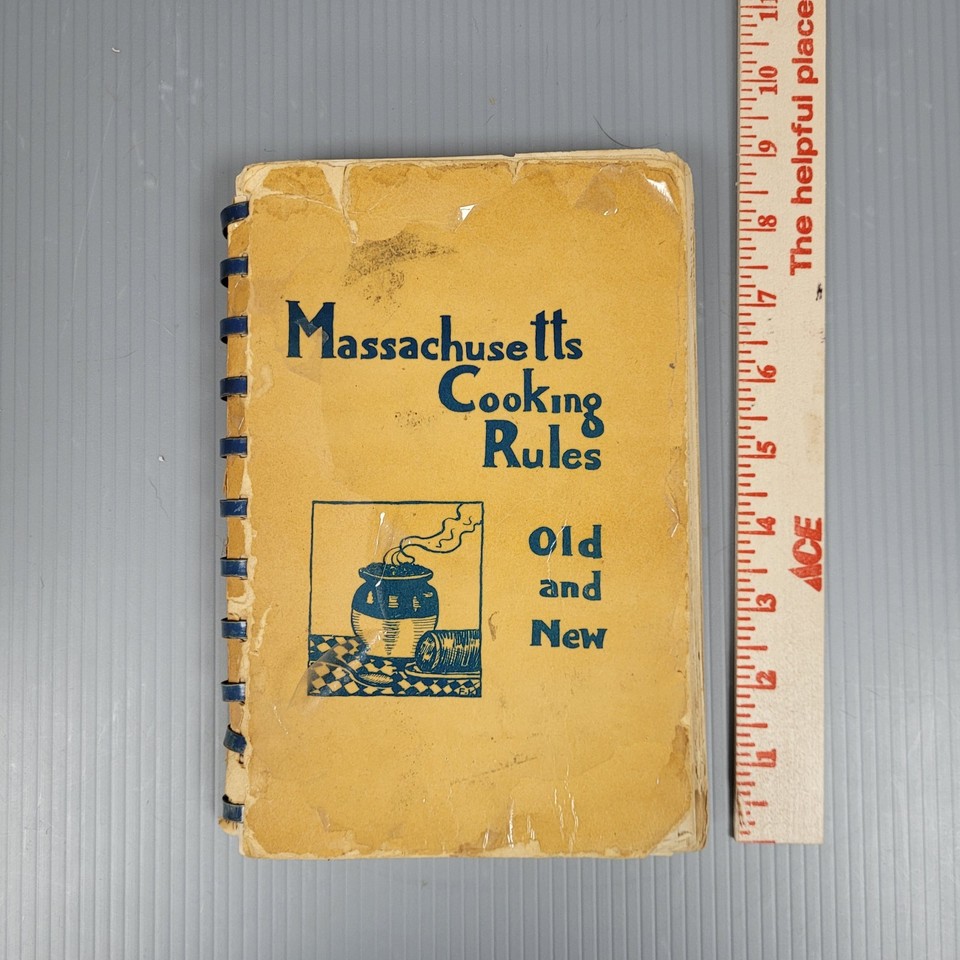 Massachusetts
Cooking
Rules
Old
and
New
The helpful place
ACE
11
10
9
8
7
6
5
4
3
2
1